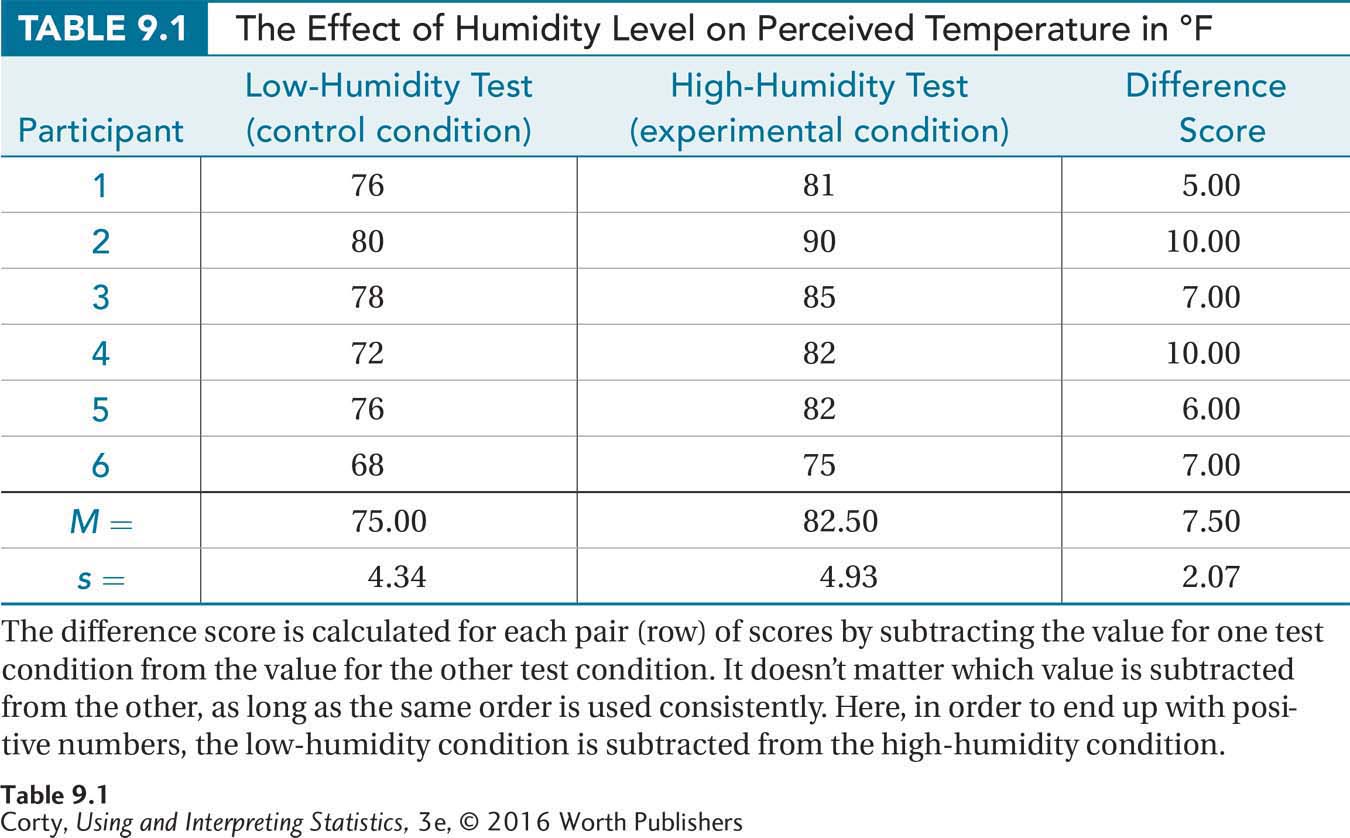 TABLE 9.1 The Effect of Humidity Level on Perceived Temperature in °F
Low-Humidity Test High-Humidity Test Difference
Participant (control condition) (experimental condition) Score
1 76 81 5.00
2 80 90 10.00
3 78 85 7.00
4 72 82 10.00
5 76 82 6.00
6 68 75 7.00
M = 75.00 82.50 7.50
s = 4.34 4.93 2.07
The difference score is calculated for each pair (row) of scores by subtracting the value for one test
condition from the value for the other test condition. It doesn’t matter which value is subtracted
from the other, as long as the same order is used consistently. Here, in order to end up with posi-
tive numbers, the low-humidity condition is subtracted from the high-humidity condition.
Table 9.1
Corty, Using and Interpreting Statistics, 3e, © 2016 Worth Publishers